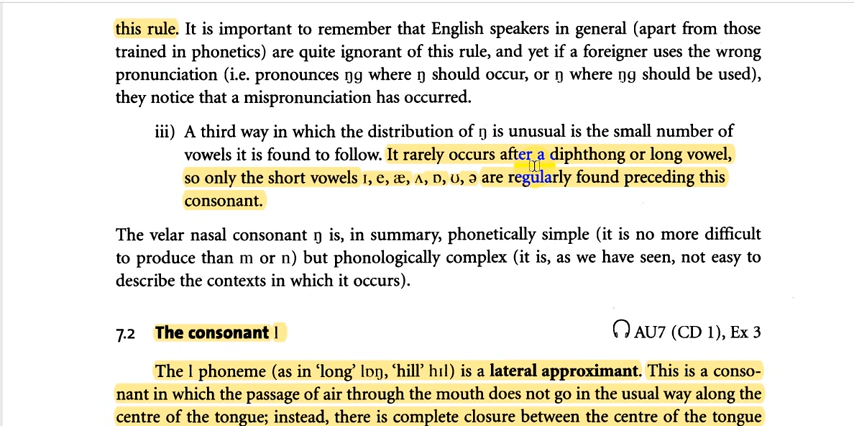 this rule. It is important to remember that English speakers in general (apart from those
trained in phonetics) are quite ignorant of this rule, and yet if a foreigner uses the wrong
pronunciation (i.e. pronounces ŋg where ŋ should occur, or ŋ where ŋg should be used),
they notice that a mispronunciation has occurred.
iii) A third way in which the distribution of ŋ is unusual is the small number of
vowels it is found to follow. It rarely occurs after a diphthong or long vowel,
so only the short vowels ɪ, e, æ, ʌ, ɒ, ʊ, ə are regularly found preceding this
consonant.
The velar nasal consonant ŋ is, in summary, phonetically simple (it is no more difficult
to produce than m or n) but phonologically complex (it is, as we have seen, not easy to
describe the contexts in which it occurs).
7.2 The consonant l AU7 (CD 1), Ex 3
The l phoneme (as in ‘long’ lɒŋ, ‘hill’ hɪl) is a lateral approximant. This is a conso-
nant in which the passage of air through the mouth does not go in the usual way along the
centre of the tongue; instead, there is complete closure between the centre of the tongue